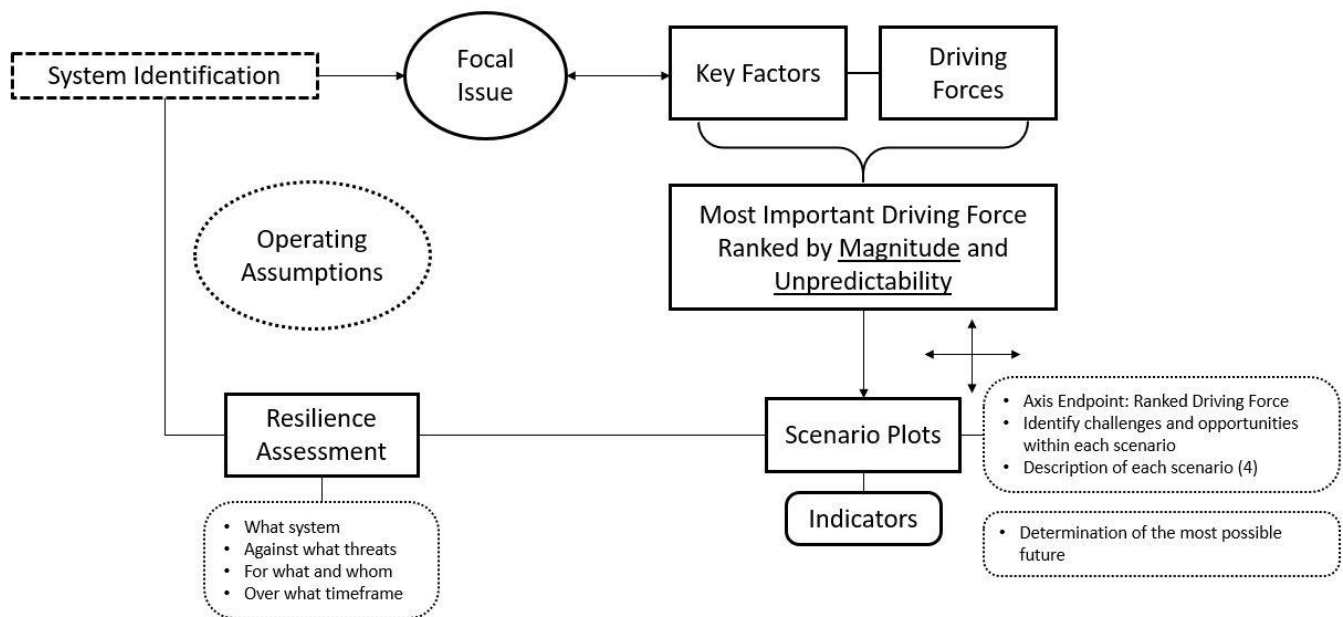 System Identification
Focal
Issue
Key Factors
Driving
Forces
Operating
Assumptions
Most Important Driving Force
Ranked by Magnitude and
Unpredictability
Resilience
Assessment
Scenario Plots
• Axis Endpoint: Ranked Driving Force
• Identify challenges and opportunities
within each scenario
• Description of each scenario (4)
Indicators
• What system
• Against what threats
• For what and whom
• Over what timeframe
• Determination of the most possible
future